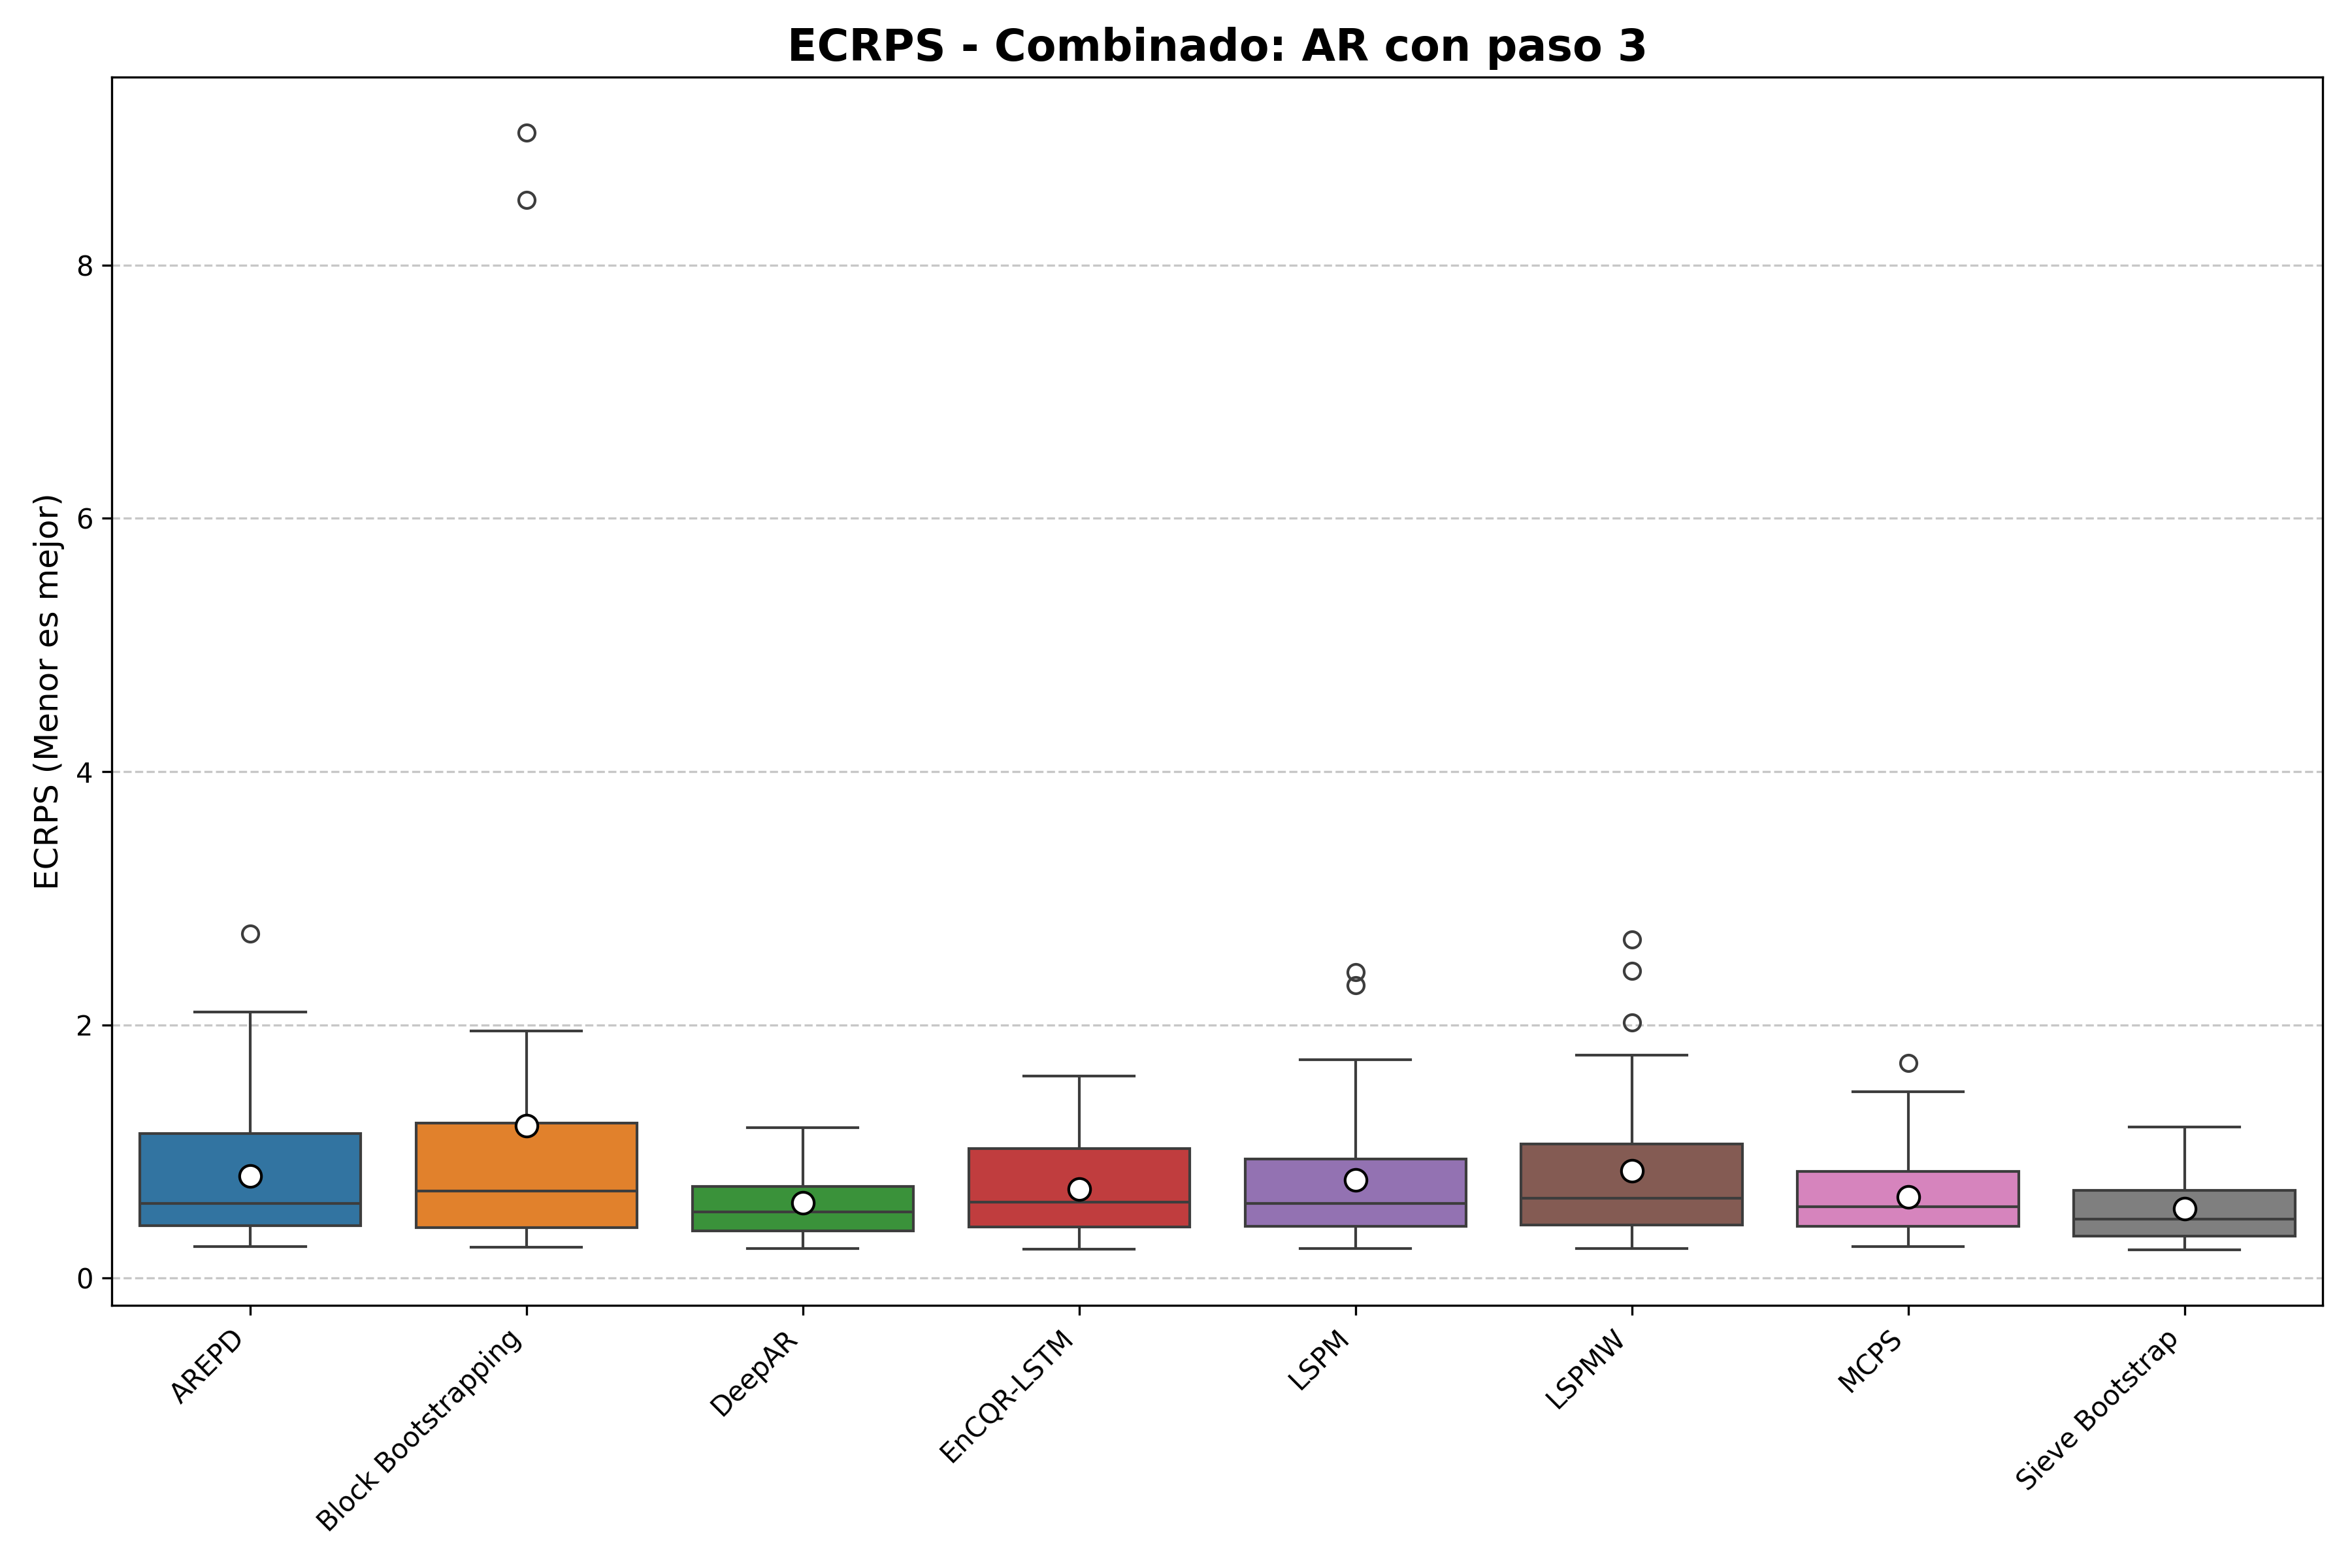 ECRPS - Combinado: AR con paso 3
ECRPS (Menor es mejor)
8
6
4
2
0
AREPD
Block Bootstrapping
DeepAR
EnCQR-LSTM
LSPM
LSPMW
MCPS
Sieve Bootstrap